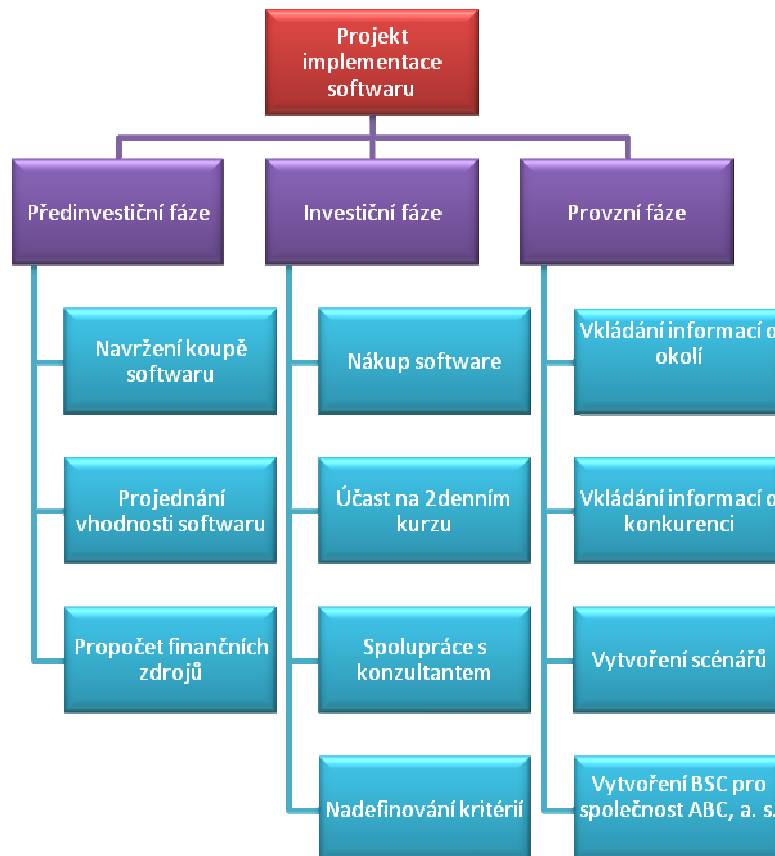 Projekt
implementace
softwaru
Předinvestiční fáze
Investiční fáze
Provzní fáze
Navržení koupě
softwaru
Projednání
vhodnosti softwaru
Propočet finančních
zdrojů
Nákup software
Účast na 2denním
kurzu
Spolupráce s
konzultantem
Nadefinování kritérií
Vkládání informací o
okolí
Vkládání informací o
konkurenci
Vytvoření scénářů
Vytvoření BSC pro
společnost ABC, a. s.